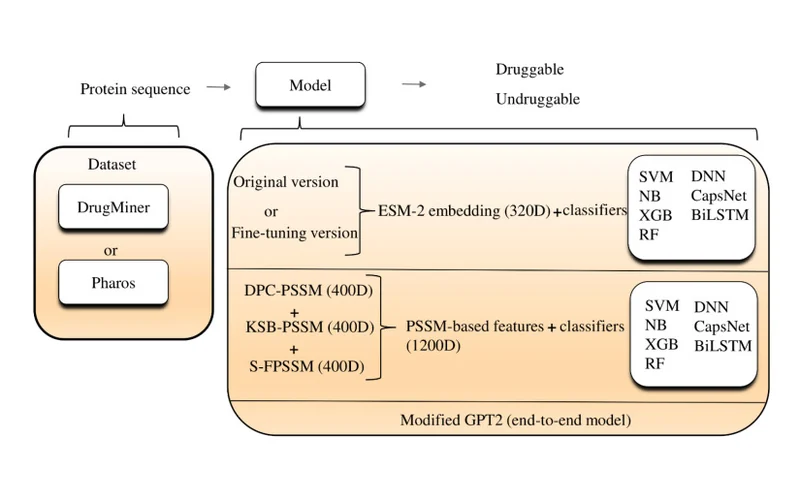 Protein sequence
Model
Druggable
Undruggable
Dataset
DrugMiner
or
Pharos
Original version
or
Fine-tuning version
ESM-2 embedding (320D) + classifiers
SVM DNN
NB CapsNet
XGB BiLSTM
RF
DPC-PSSM (400D)
+
KSB-PSSM (400D)
+
S-FPSSM (400D)
PSSM-based features + classifiers
(1200D)
SVM DNN
NB CapsNet
XGB BiLSTM
RF
Modified GPT2 (end-to-end model)